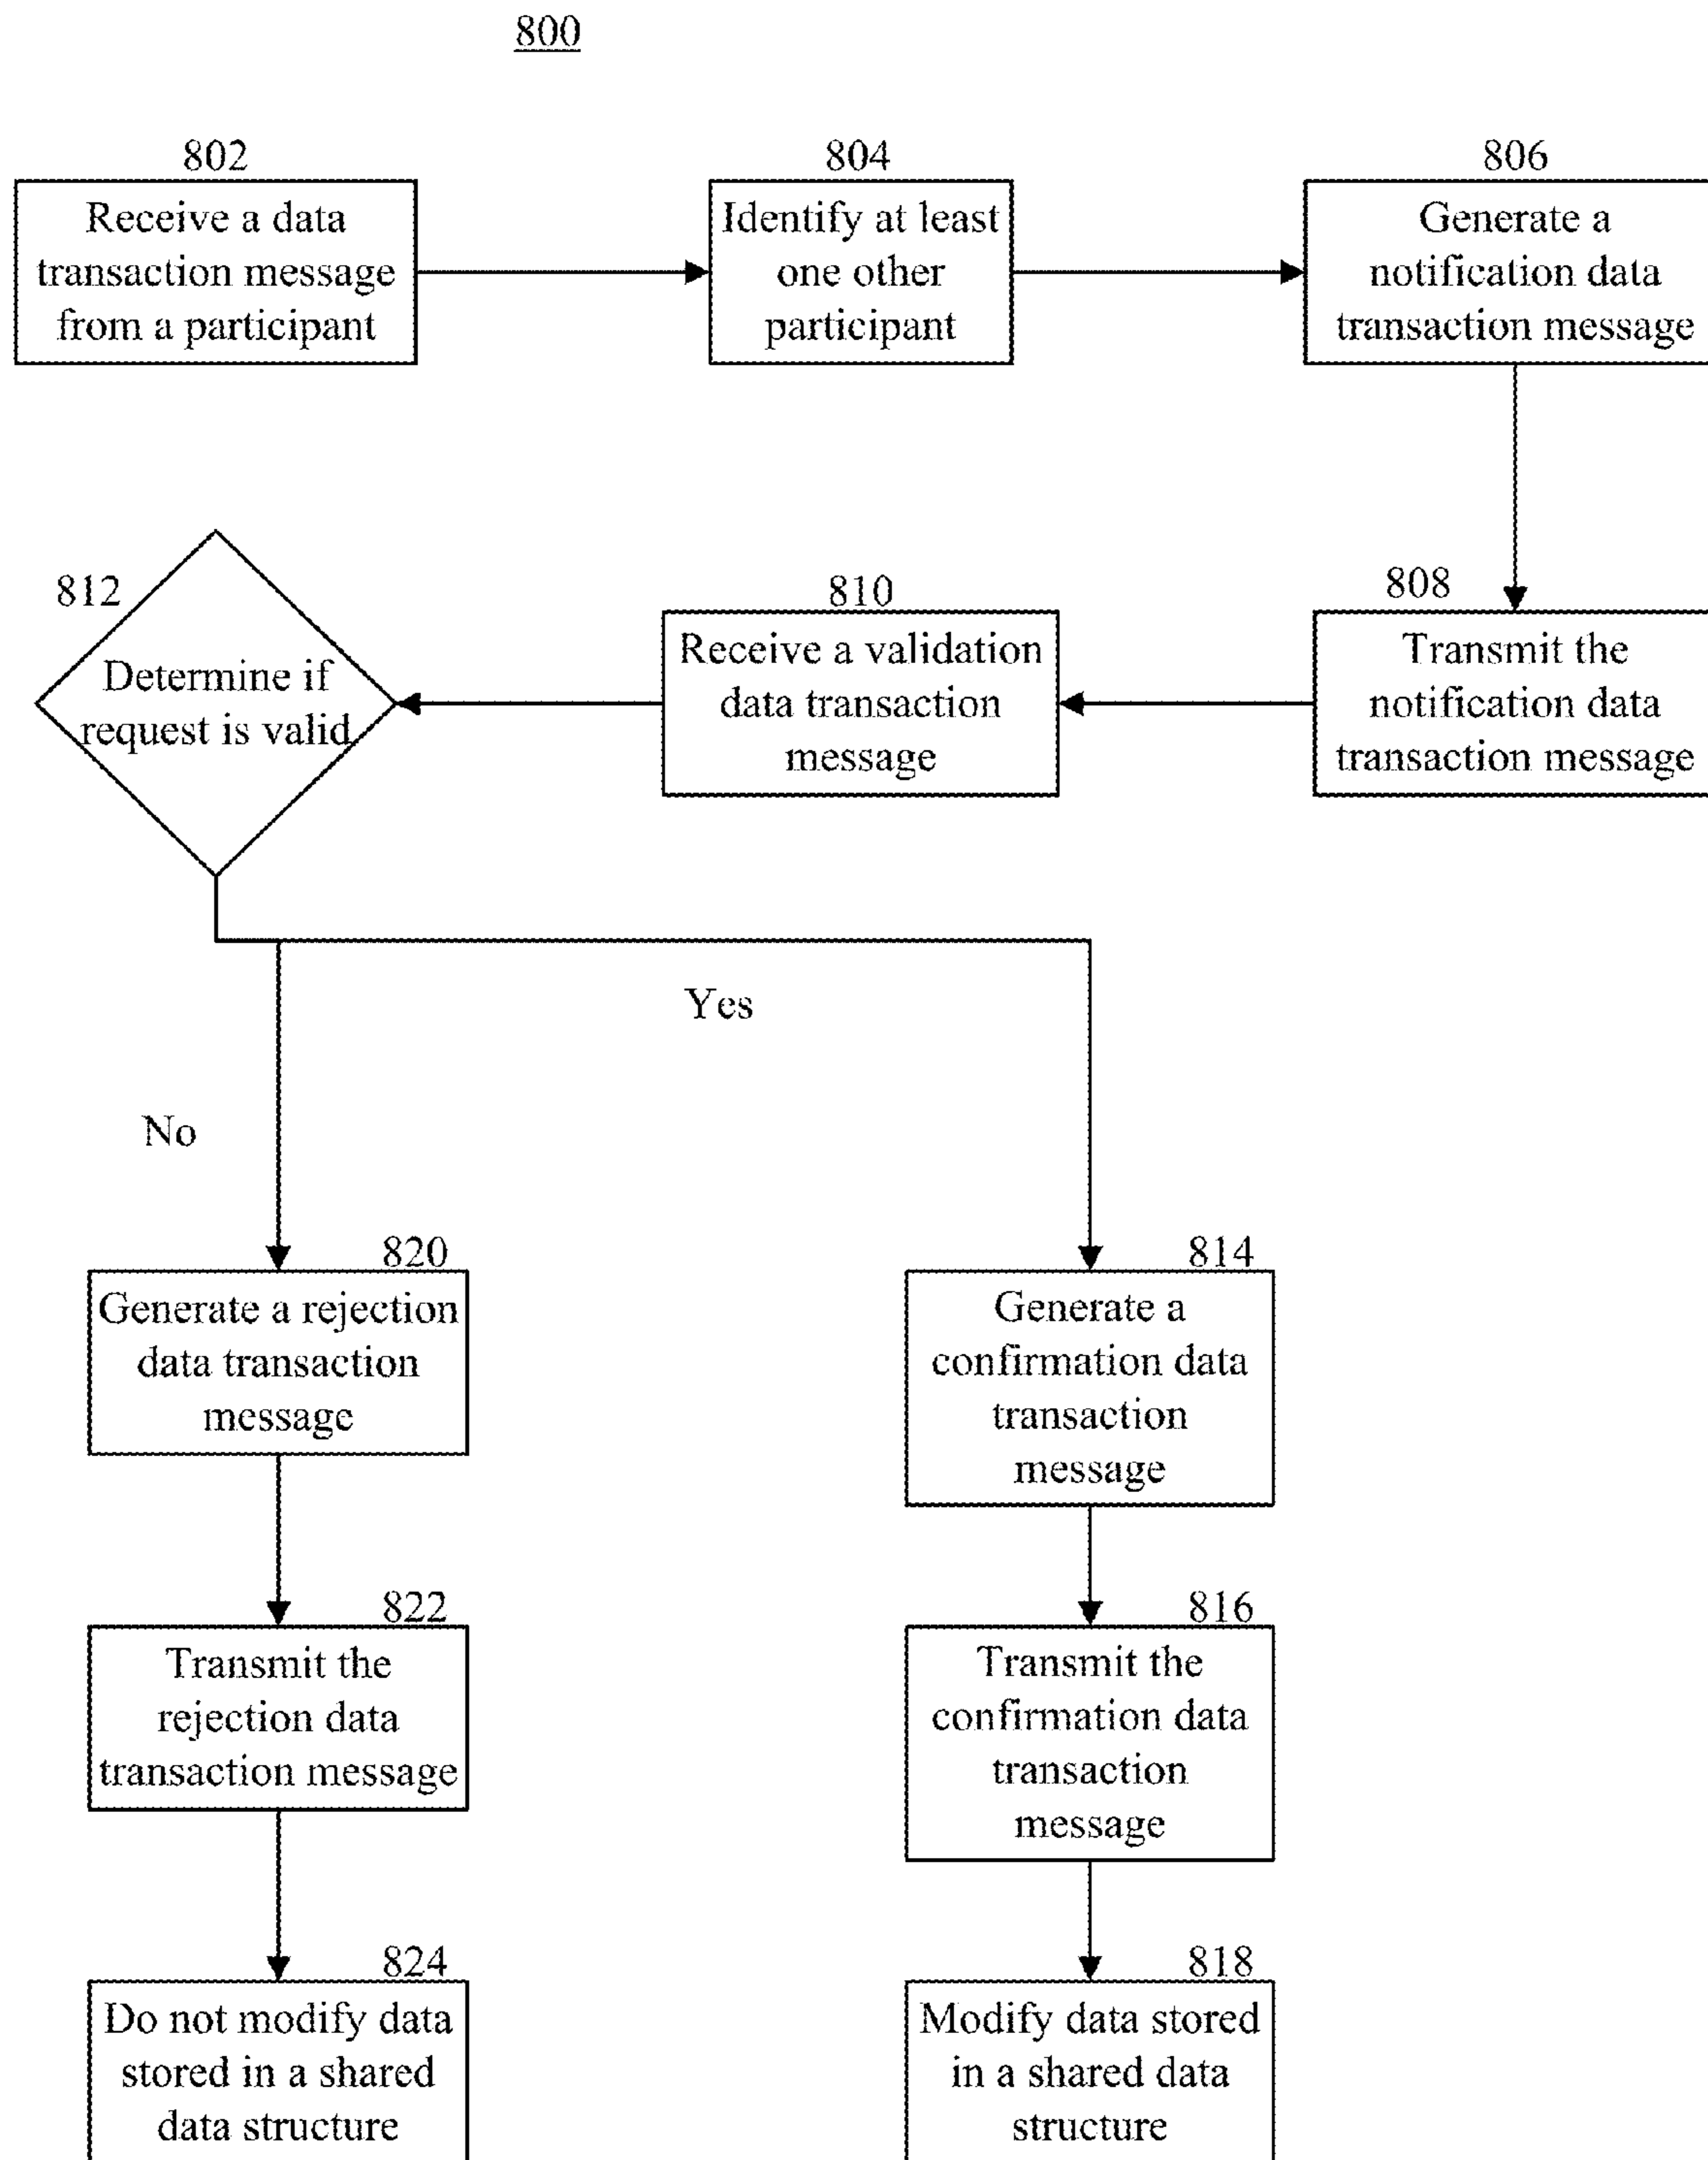 800
802
Receive a data
transaction message
from a participant
804
Identify at least
one other
participant
806
Generate a
notification data
transaction message
808
Transmit the
notification data
transaction message
810
Receive a validation
data transaction
message
812
Determine if
request is valid
Yes
No
820
Generate a rejection
data transaction
message
814
Generate a
confirmation data
transaction
message
822
Transmit the
rejection data
transaction message
816
Transmit the
confirmation data
transaction
message
824
Do not modify data
stored in a shared
data structure
818
Modify data stored
in a shared data
structure